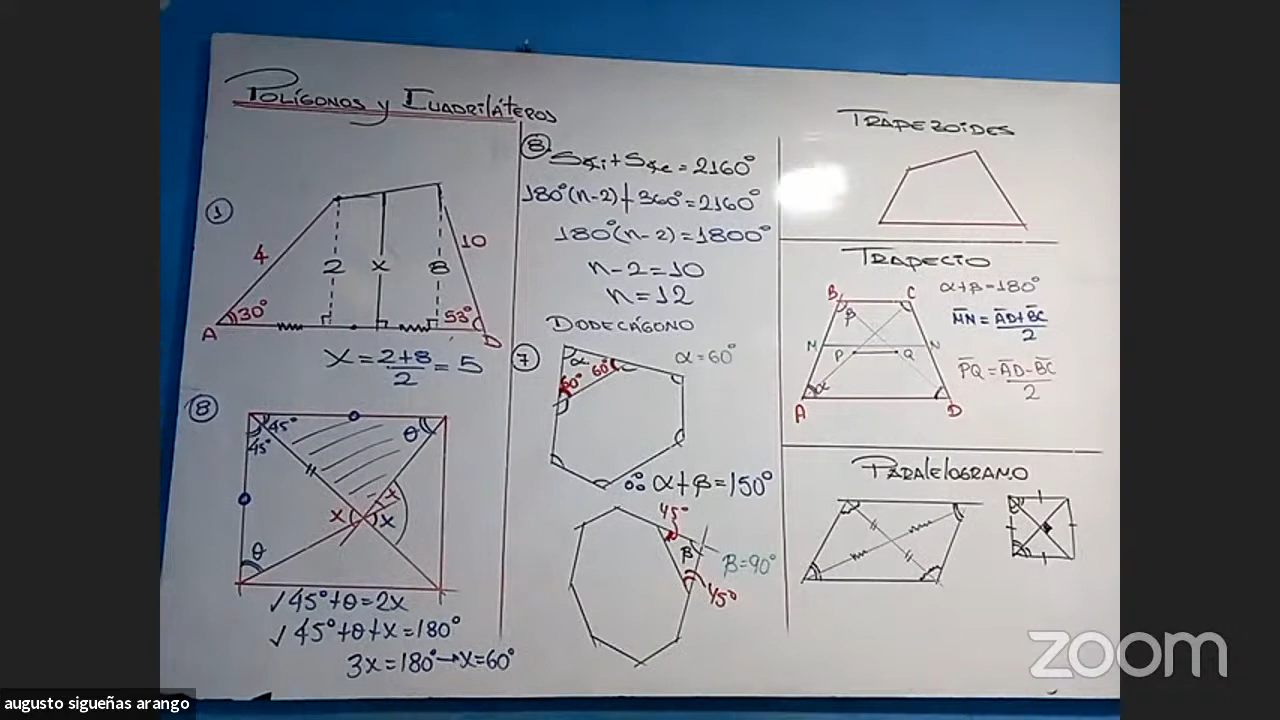 POLÍGONOS y CUADRILÁTEROS
1
4
2
x
8
10
30°
53°
A
D
X = 2+8/2 = 5
8
45°
45°
θ
x
x
x
θ
✓45°+θ=2x
✓45°+θ+x=180°
3x=180°→x=60°
6
S∡i+S∡e=2160°
180°(n-2)+360°=2160°
180°(n-2)=1800°
n-2=10
n=12
DODECÁGONO
7
α
60°
60°
α=60°
∴ α+β=150°
45°
β
β=90°
45°
TRAPEZOIDES
TRAPECIO
B
C
α+β=180°
β
M
N
MN = AD+BC/2
P
Q
PQ = AD-BC/2
α
A
D
PARALELOGRAMO
zoom
augusto sigueñas arango